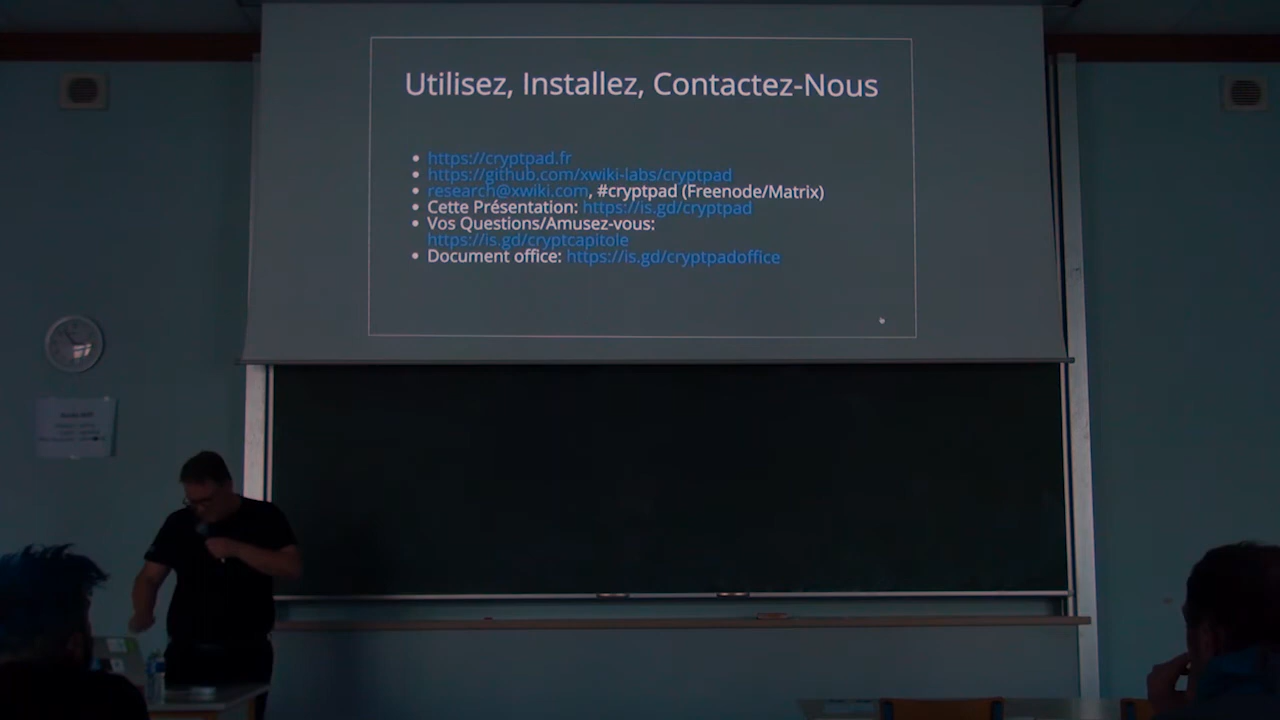 Utilisez, Installez, Contactez-Nous
https://cryptpad.fr
https://github.com/xwiki-labs/cryptpad
research@xwiki.com, #cryptpad (Freenode/Matrix)
Cette Présentation: https://is.gd/cryptpad
Vos Questions/Amusez-vous:
https://is.gd/cryptcapitole
Document office: https://is.gd/cryptpadoffice